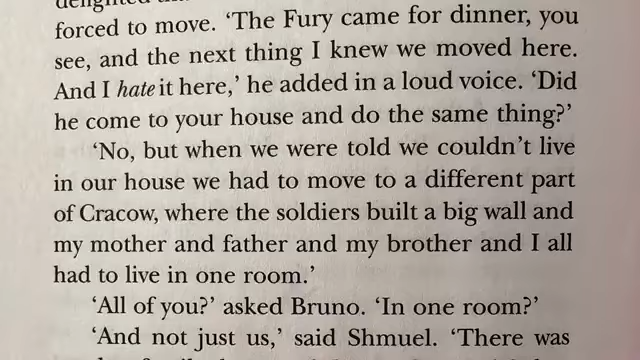 forced to move. ‘The Fury came for dinner, you
see, and the next thing I knew we moved here.
And I hate it here,’ he added in a loud voice. ‘Did
he come to your house and do the same thing?’
‘No, but when we were told we couldn’t live
in our house we had to move to a different part
of Cracow, where the soldiers built a big wall and
my mother and father and my brother and I all
had to live in one room.’
‘All of you?’ asked Bruno. ‘In one room?’
‘And not just us,’ said Shmuel. ‘There was